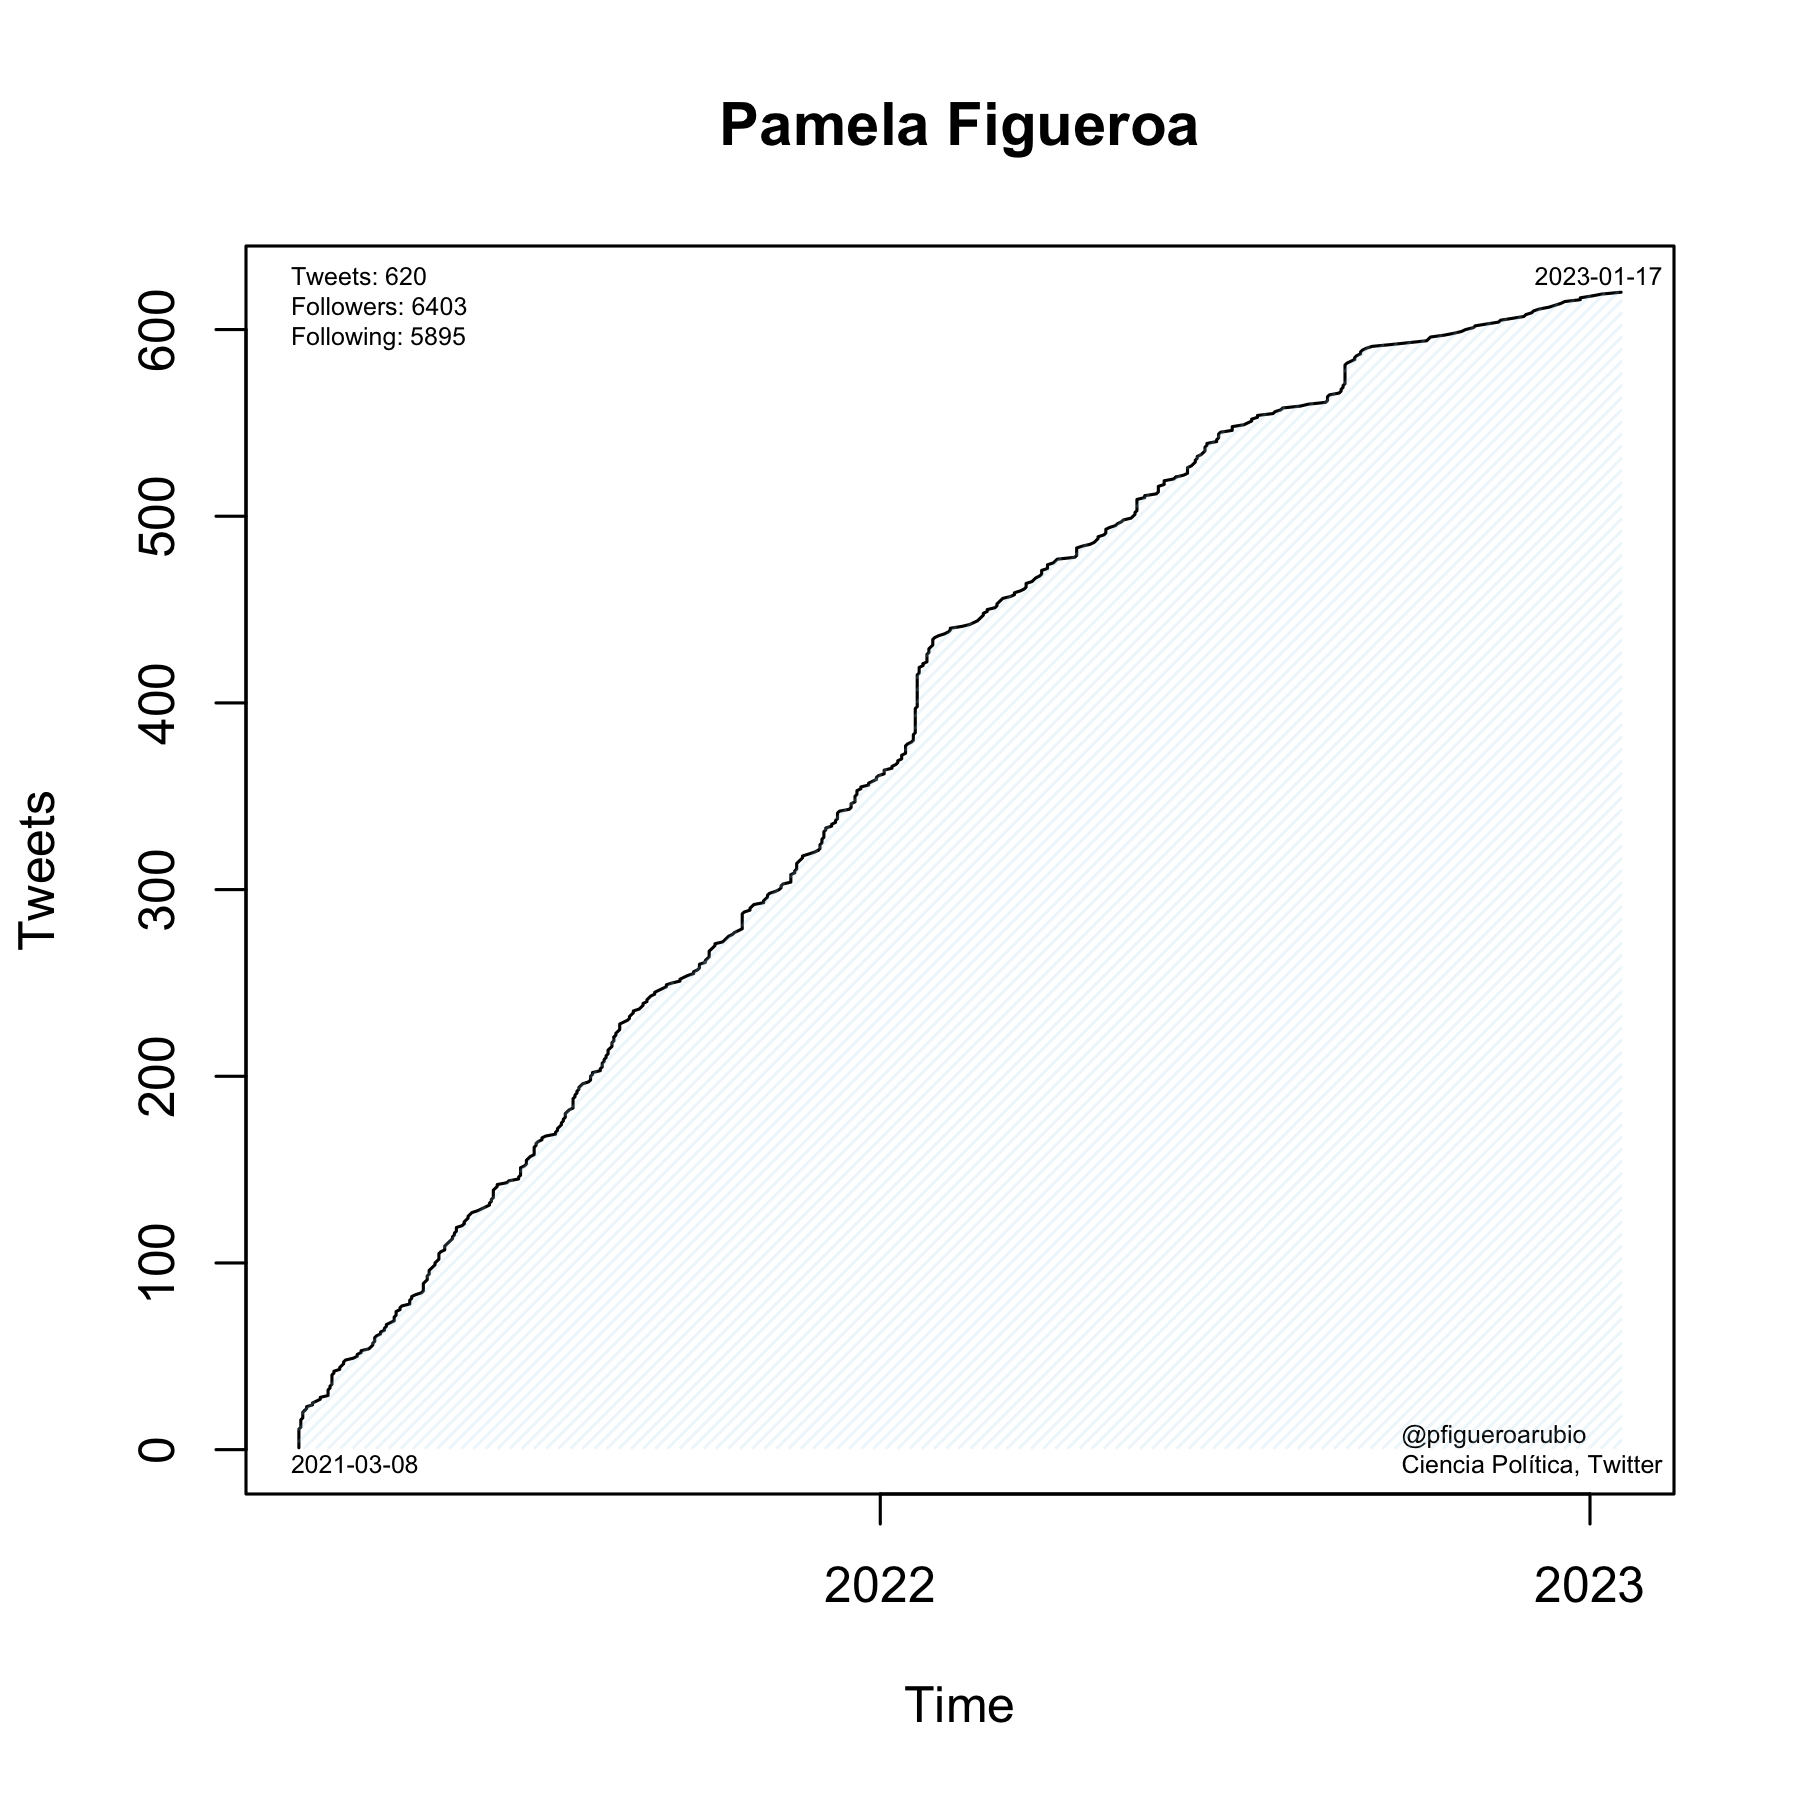 Pamela Figueroa
Tweets: 620
Followers: 6403
Following: 5895
2023-01-17
600
500
400
300
200
100
0
Tweets
2021-03-08
@pfigueroarubio
Ciencia Política, Twitter
2022
2023
Time